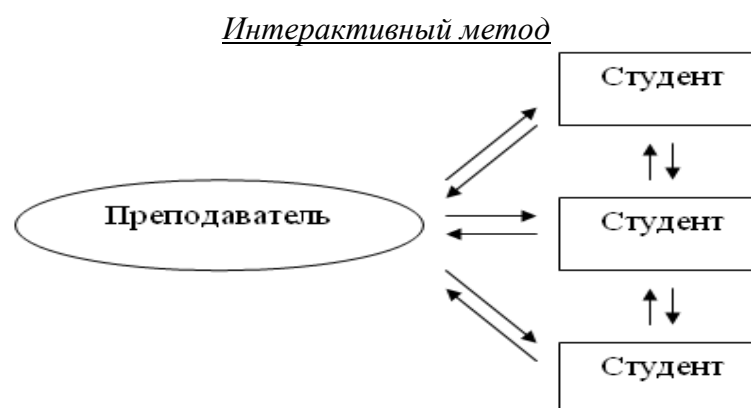 Интерактивный метод
Студент
Преподаватель
Студент
Студент